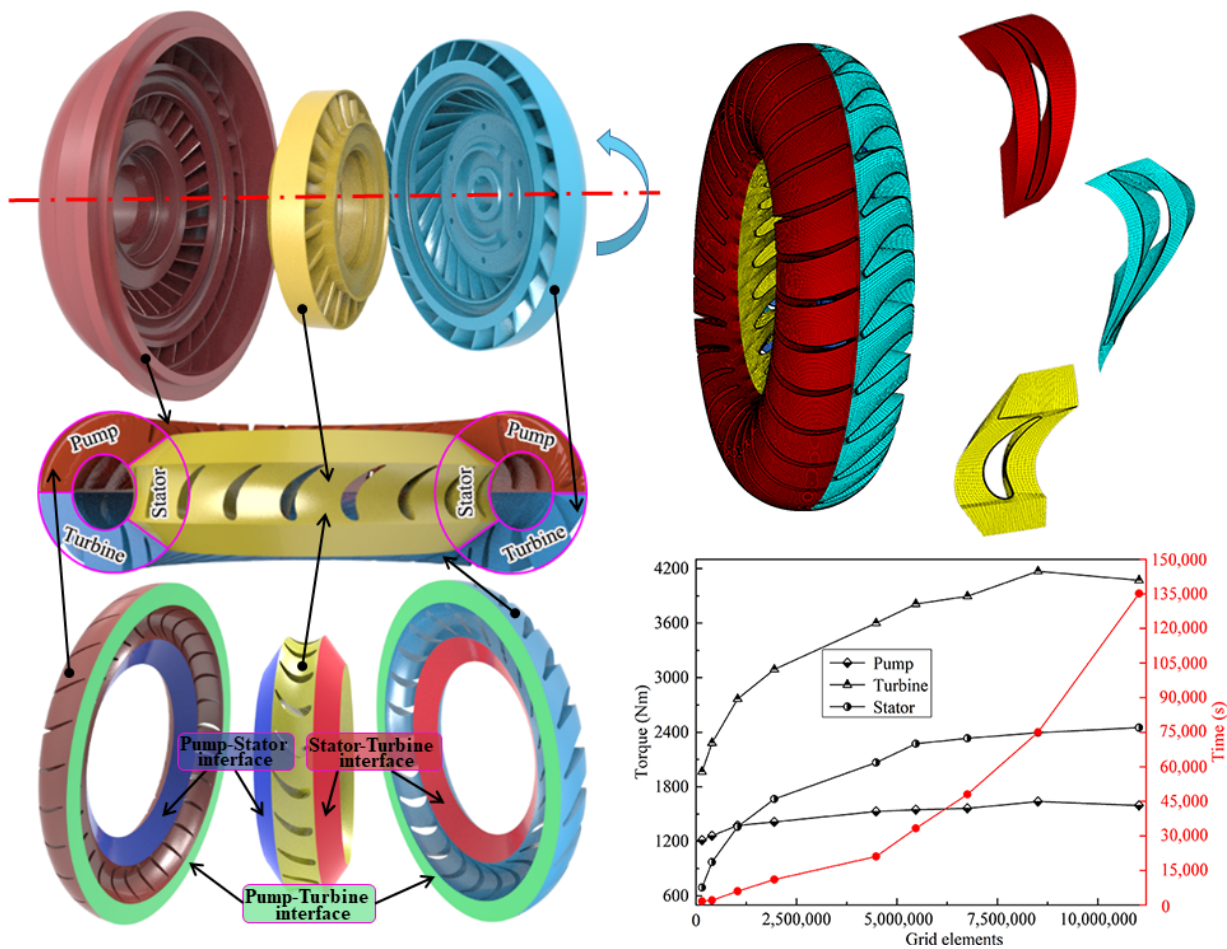 Pump
Pump
Stator
Stator
Turbine
Turbine
Pump-Stator
interface
Stator-Turbine
interface
Pump-Turbine
interface
4200
3600
3000
2400
1800
1200
600
Torque (Nm)
Pump
Turbine
Stator
150,000
135,000
120,000
105,000
90,000
75,000
60,000
45,000
30,000
15,000
0
Time (s)
0
2,500,000
5,000,000
7,500,000
10,000,000
Grid elements